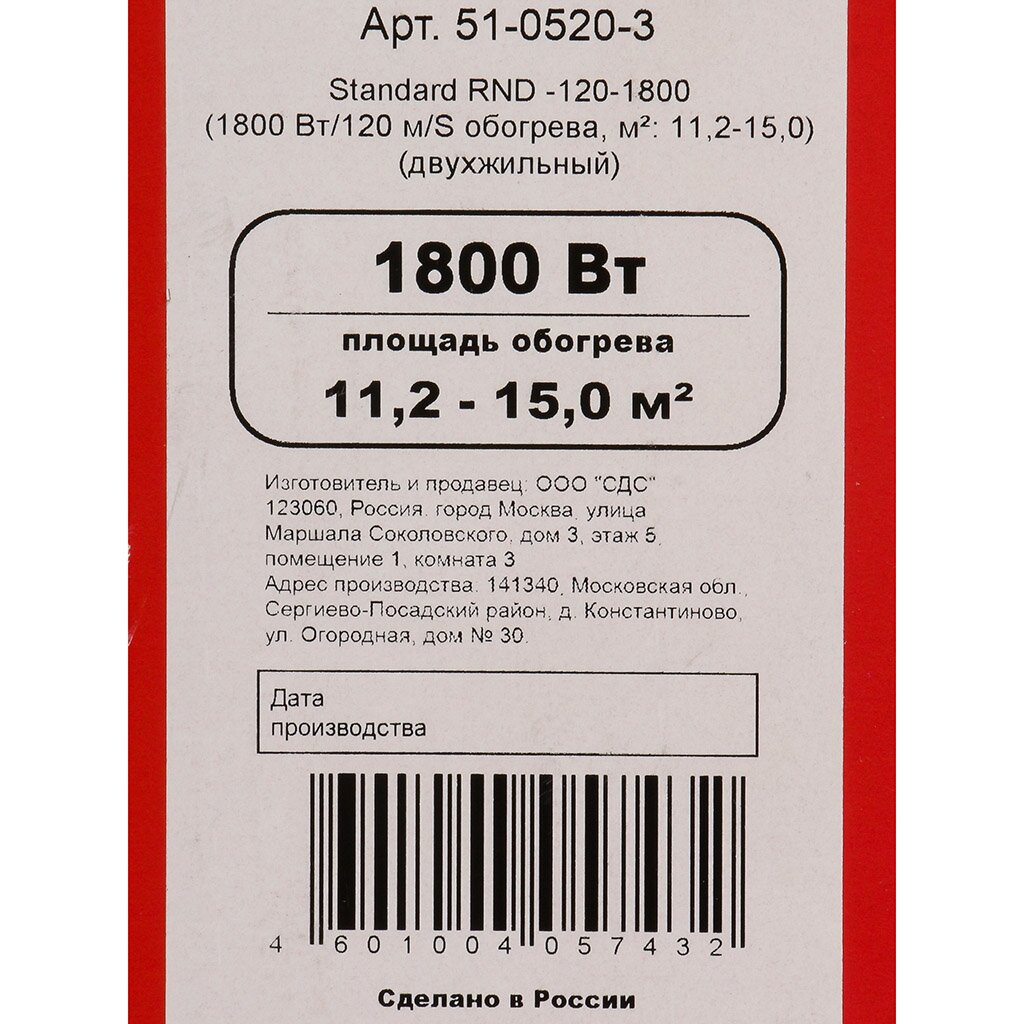 Арт. 51-0520-3
Standard RND -120-1800
(1800 Вт/120 м/S обогрева, м²: 11,2-15,0)
(двухжильный)
1800 Вт
площадь обогрева
11,2 - 15,0 м²
Изготовитель и продавец: ООО "СДС"
123060, Россия, город Москва, улица
Маршала Соколовского, дом 3, этаж 5,
помещение 1, комната 3
Адрес производства: 141340, Московская обл.,
Сергиево-Посадский район, д. Константиново,
ул. Огородная, дом № 30.
Дата
производства
4 601004 057432
Сделано в России